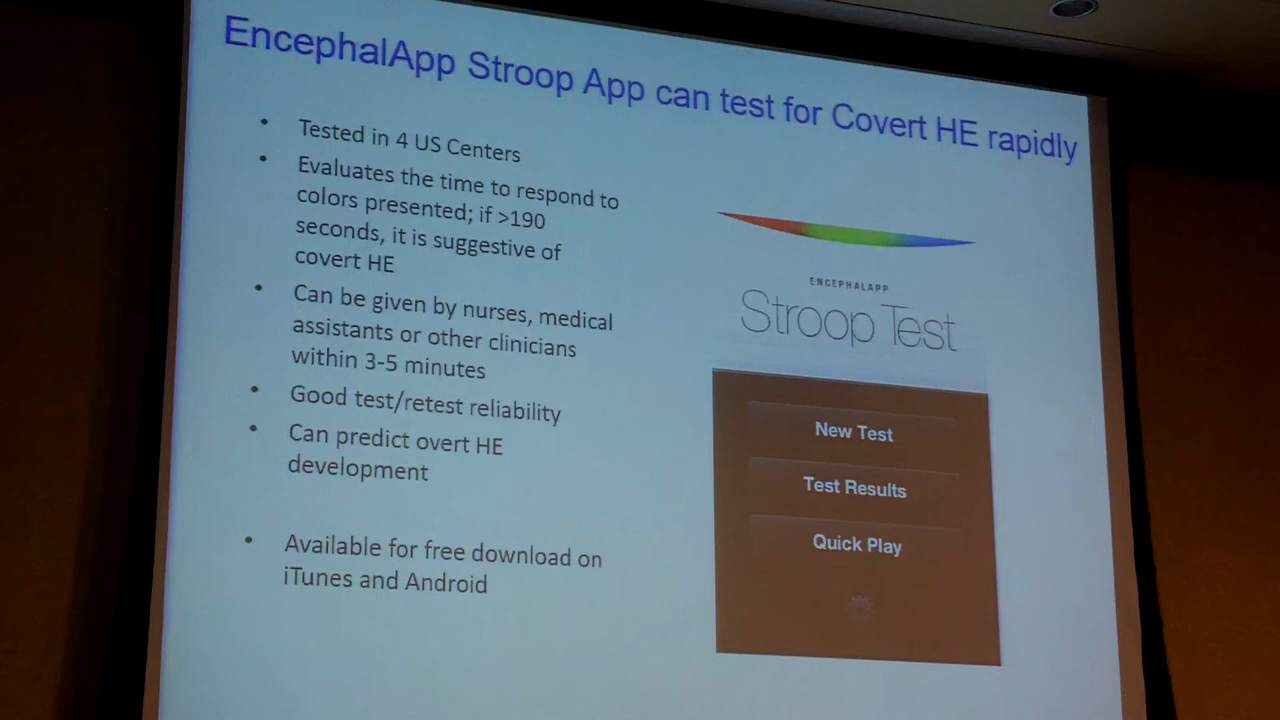 EncephalApp Stroop App can test for Covert HE rapidly
• Tested in 4 US Centers
• Evaluates the time to respond to
colors presented; if >190
seconds, it is suggestive of
covert HE
• Can be given by nurses, medical
assistants or other clinicians
within 3-5 minutes
• Good test/retest reliability
• Can predict overt HE
development
• Available for free download on
iTunes and Android
ENCEPHALAPP
Stroop Test
New Test
Test Results
Quick Play